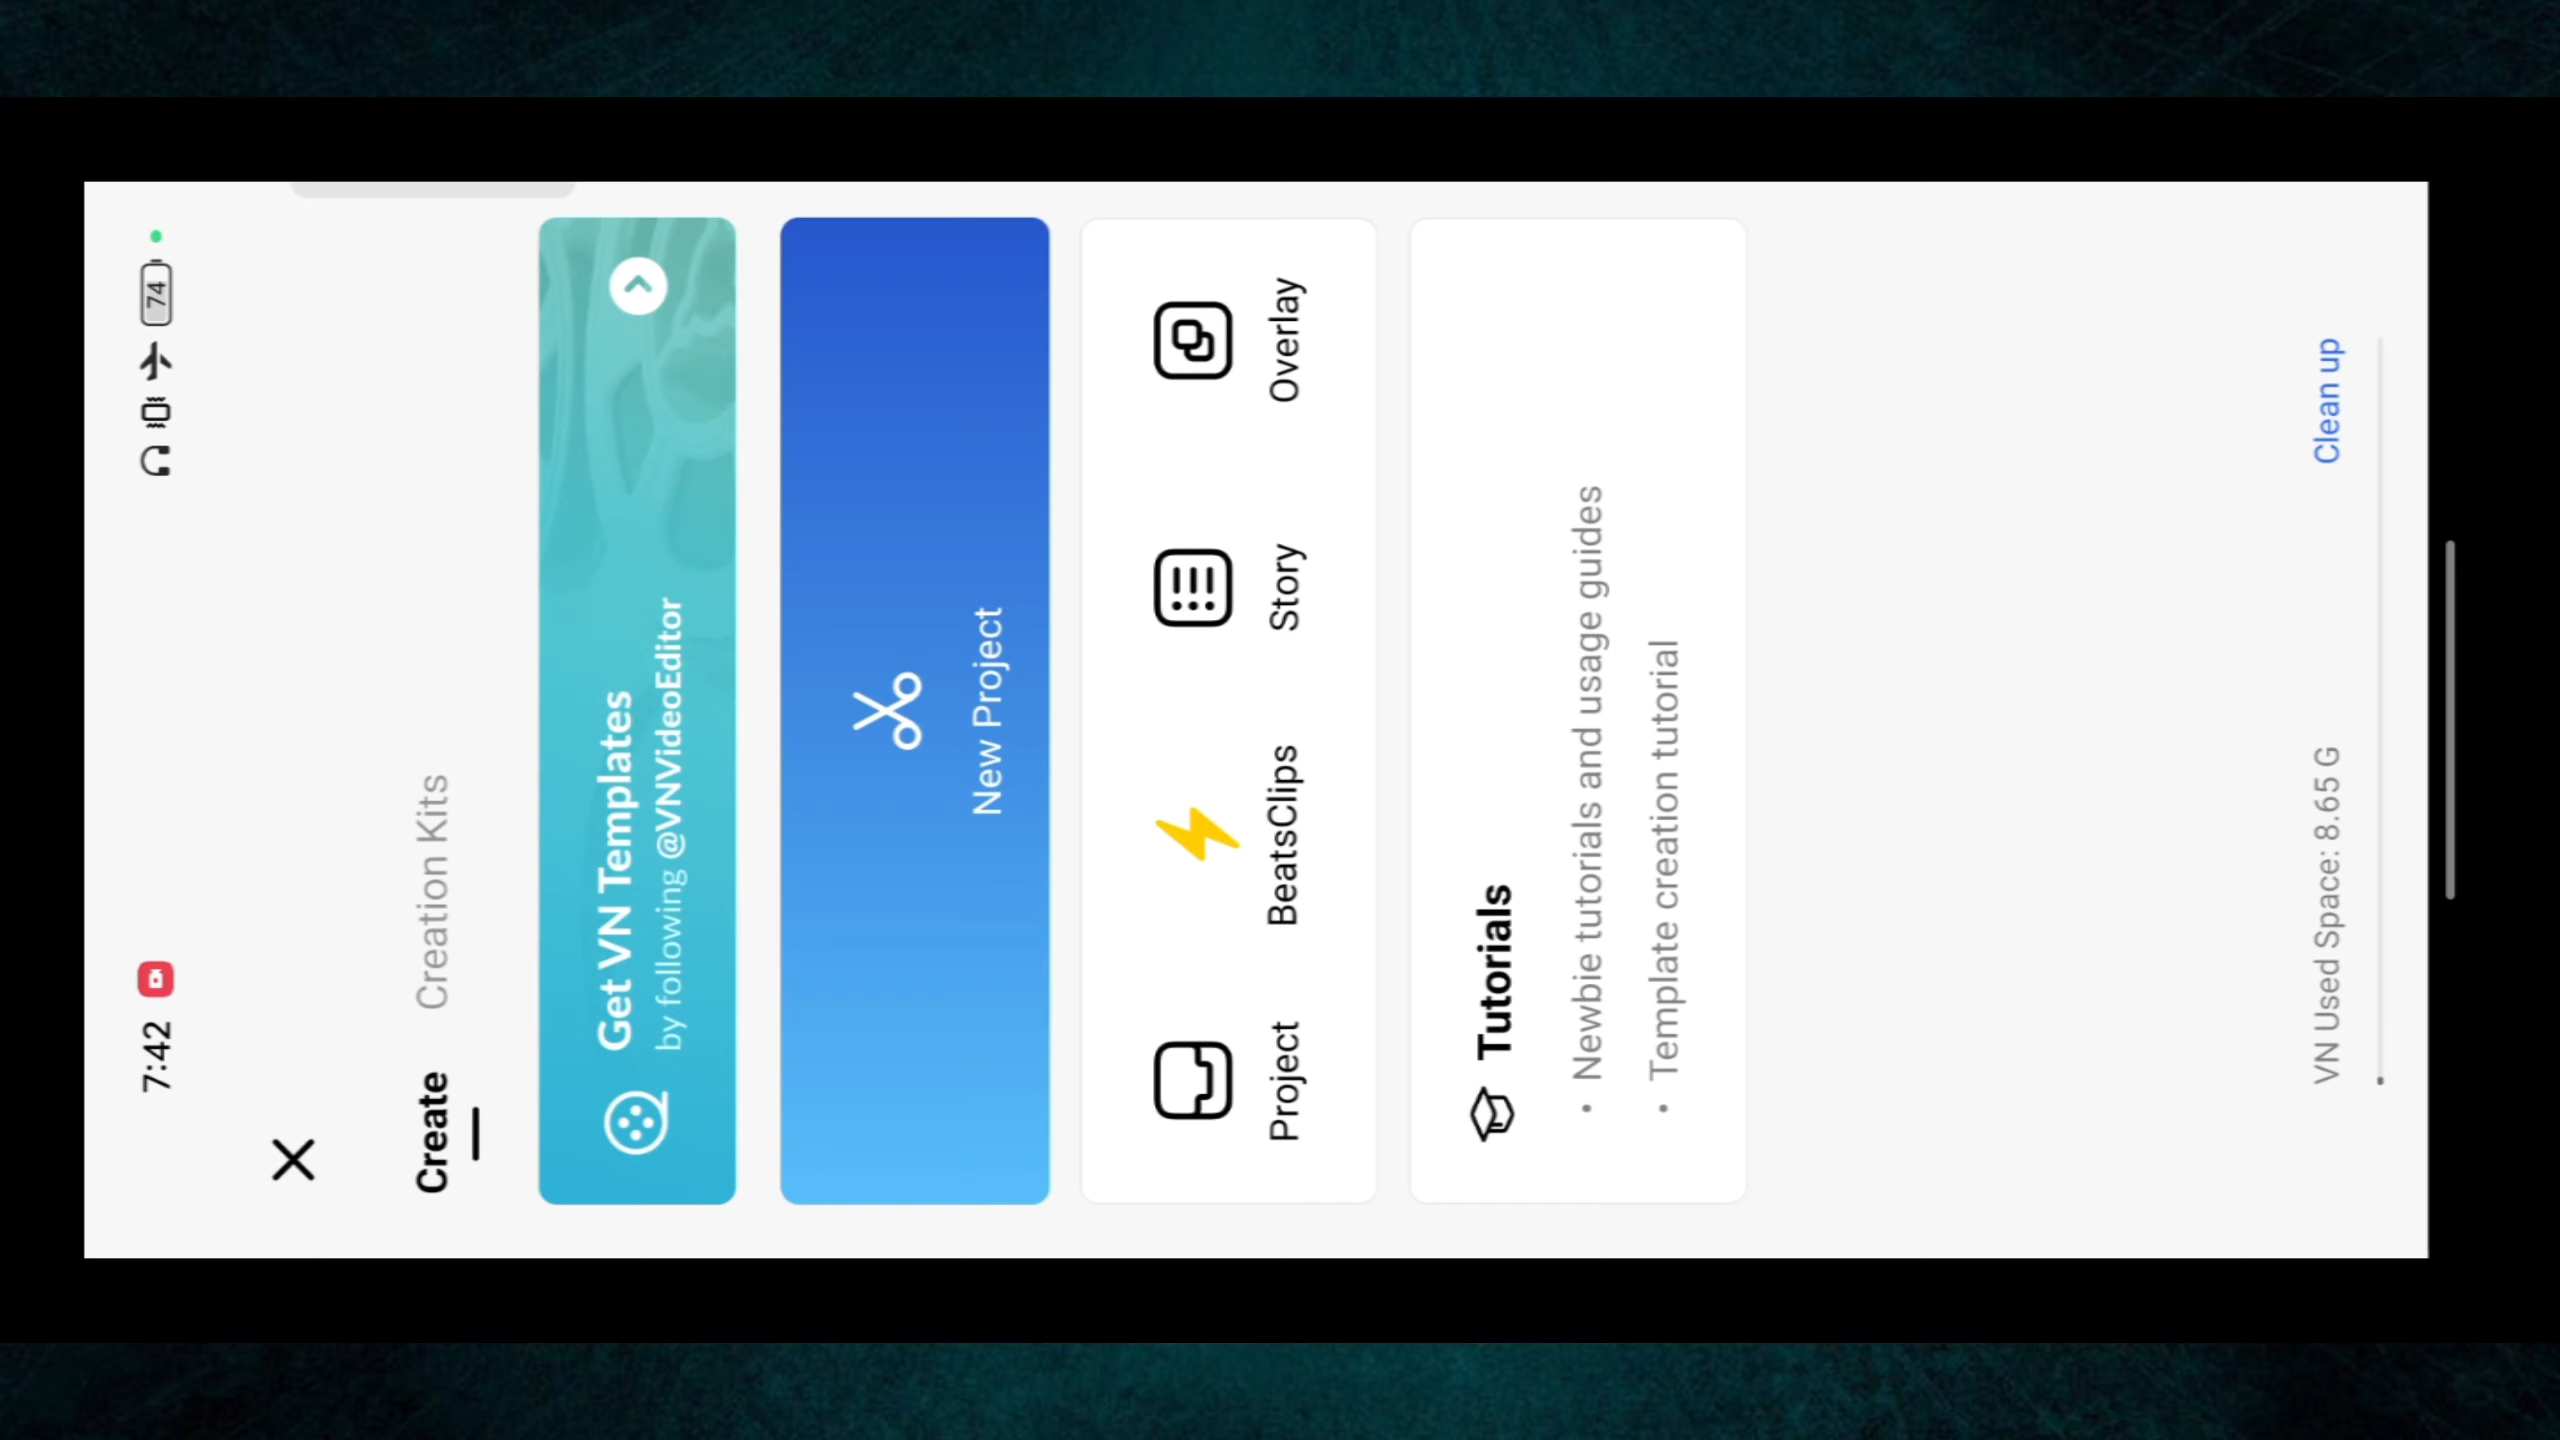 7:42
74
Create
Creation Kits
Get VN Templates
by following @VNVideoEditor
New Project
Project
BeatsClips
Story
Overlay
Tutorials
• Newbie tutorials and usage guides
• Template creation tutorial
VN Used Space: 8.65 G
Clean up